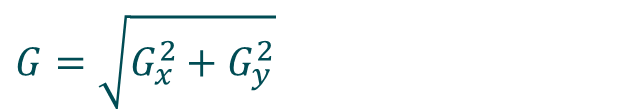 G = √(G_x^2 + G_y^2)